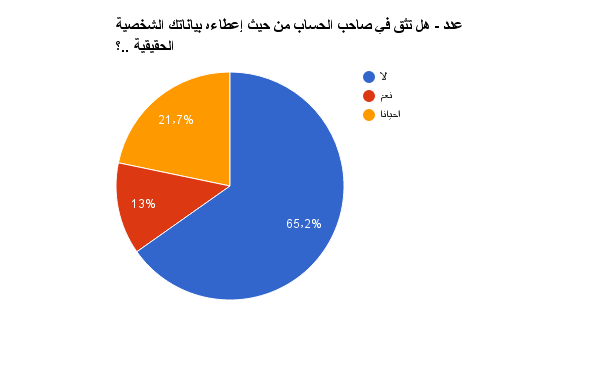 عدد - هل تثق في صاحب الحساب من حيث إعطاءه بياناتك الشخصية
الحقيقية ..؟
لا
نعم
احيانا
21,7%
13%
65,2%